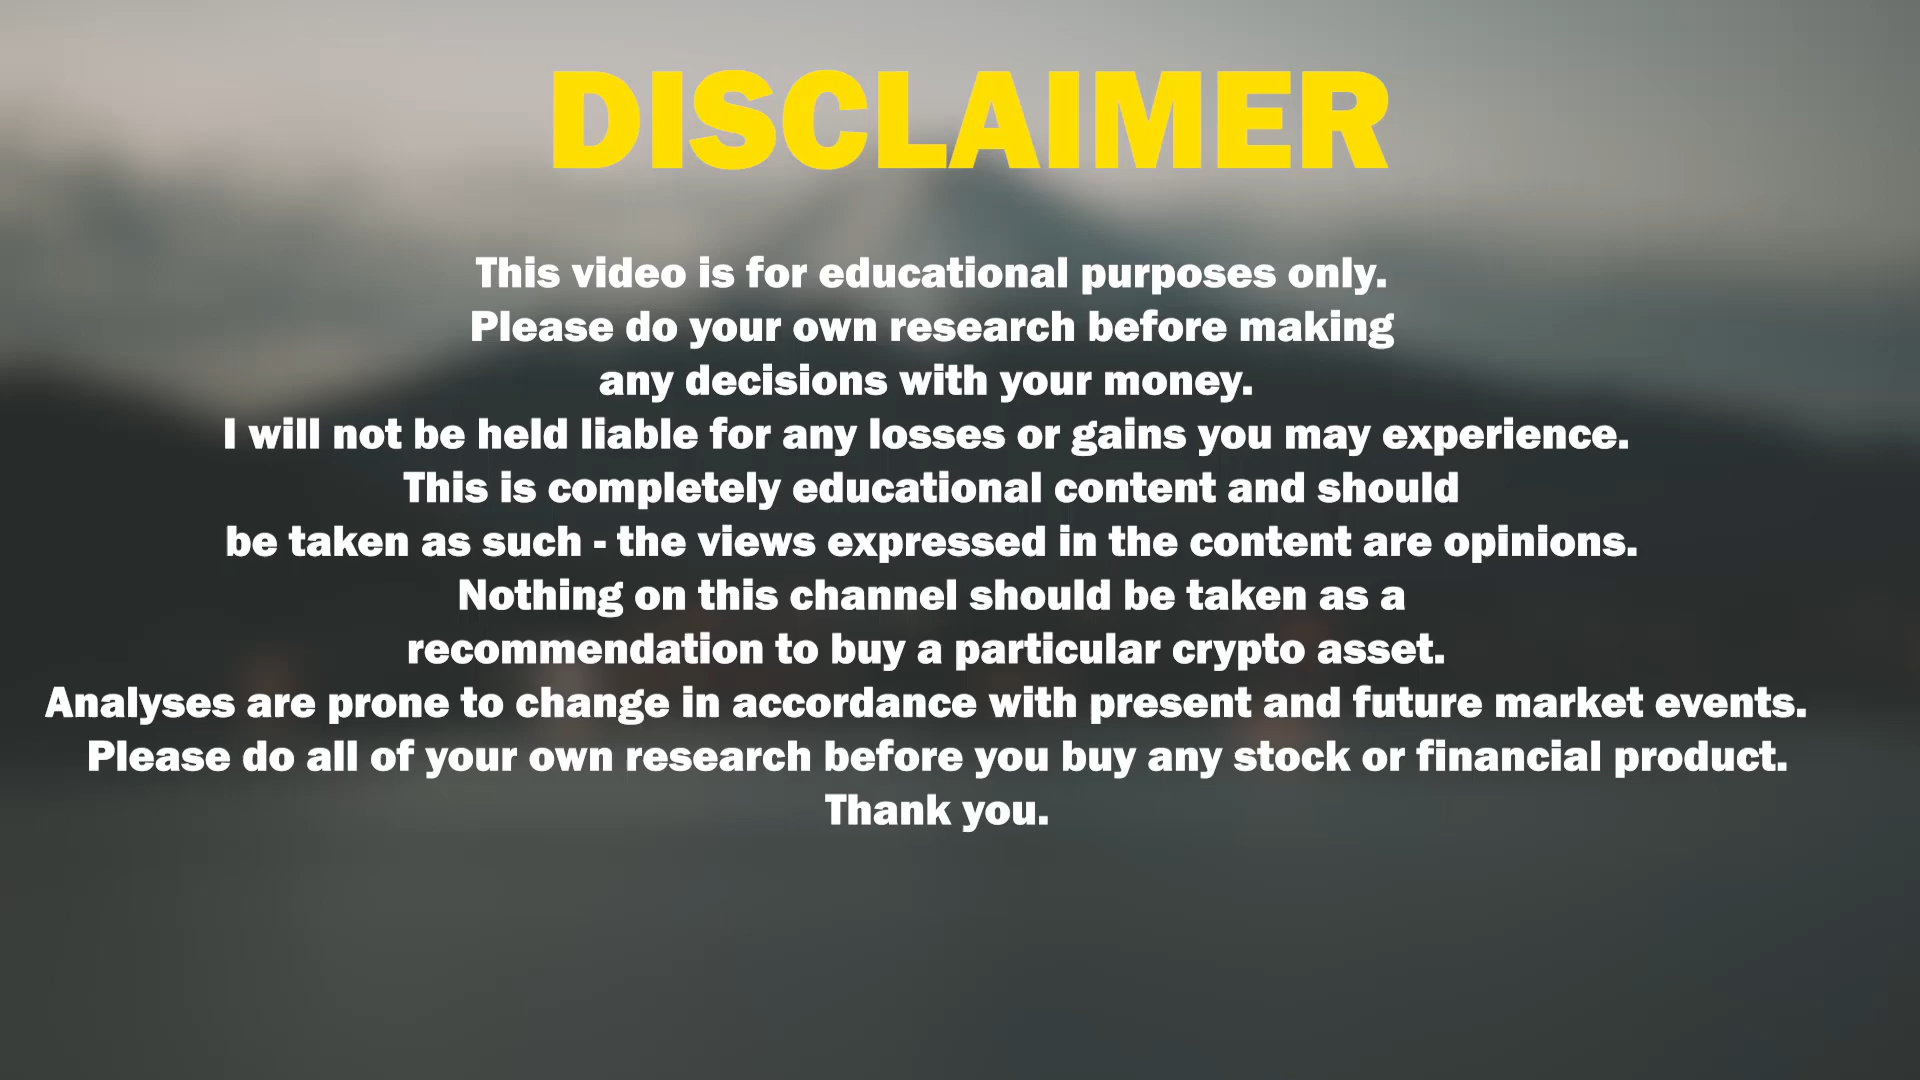 DISCLAIMER
This video is for educational purposes only.
Please do your own research before making
any decisions with your money.
I will not be held liable for any losses or gains you may experience.
This is completely educational content and should
be taken as such - the views expressed in the content are opinions.
Nothing on this channel should be taken as a
recommendation to buy a particular crypto asset.
Analyses are prone to change in accordance with present and future market events.
Please do all of your own research before you buy any stock or financial product.
Thank you.